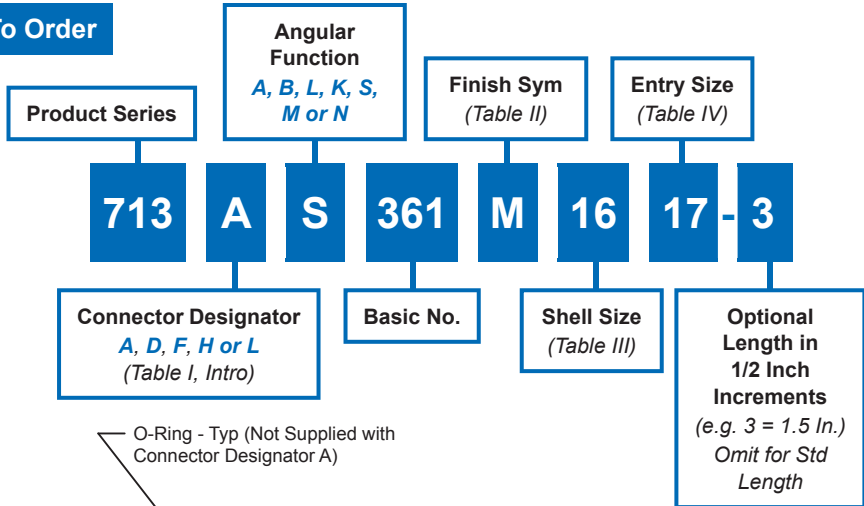 To Order
Angular
Function
A, B, L, K, S,
M or N
Product Series
Finish Sym
(Table II)
Entry Size
(Table IV)
713 A S 361 M 16 17 - 3
Connector Designator
A, D, F, H or L
(Table I, Intro)
Basic No.
Shell Size
(Table III)
Optional
Length in
1/2 Inch
Increments
(e.g. 3 = 1.5 In.)
Omit for Std
Length
O-Ring - Typ (Not Supplied with
Connector Designator A)